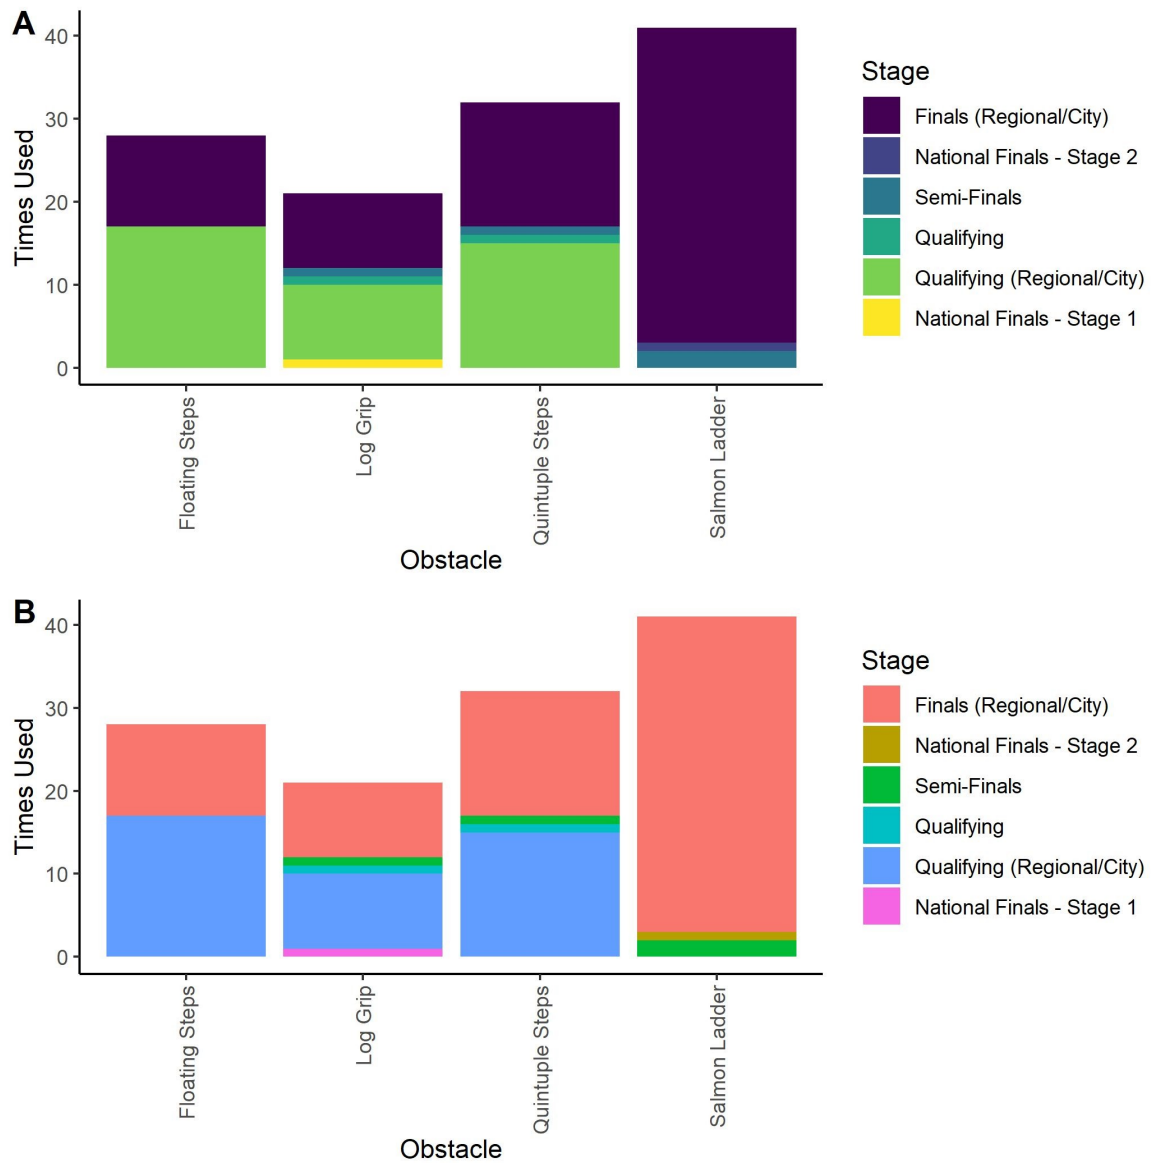 A
Times Used
40
30
20
10
0
Floating Steps
Log Grip
Quintuple Steps
Salmon Ladder
Obstacle
Stage
Finals (Regional/City)
National Finals - Stage 2
Semi-Finals
Qualifying
Qualifying (Regional/City)
National Finals - Stage 1
B
Times Used
40
30
20
10
0
Floating Steps
Log Grip
Quintuple Steps
Salmon Ladder
Obstacle
Stage
Finals (Regional/City)
National Finals - Stage 2
Semi-Finals
Qualifying
Qualifying (Regional/City)
National Finals - Stage 1